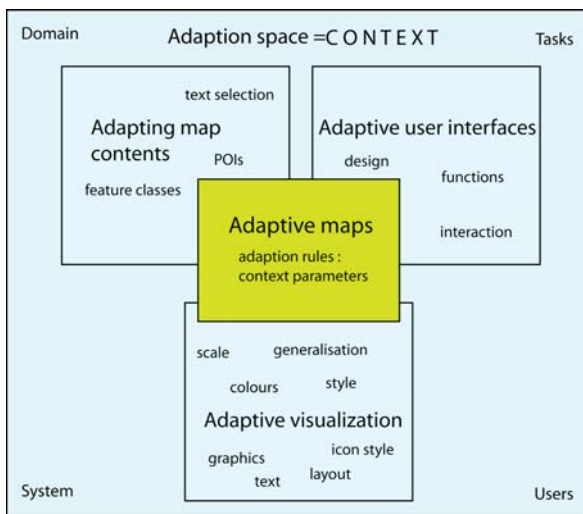 Domain
Adaption space =CONTEXT
Tasks
text selection
Adapting map
contents
POIs
feature classes
Adaptive user interfaces
design
functions
interaction
Adaptive maps
adaption rules :
context parameters
scale
generalisation
colours
style
Adaptive visualization
graphics
icon style
text
layout
System
Users